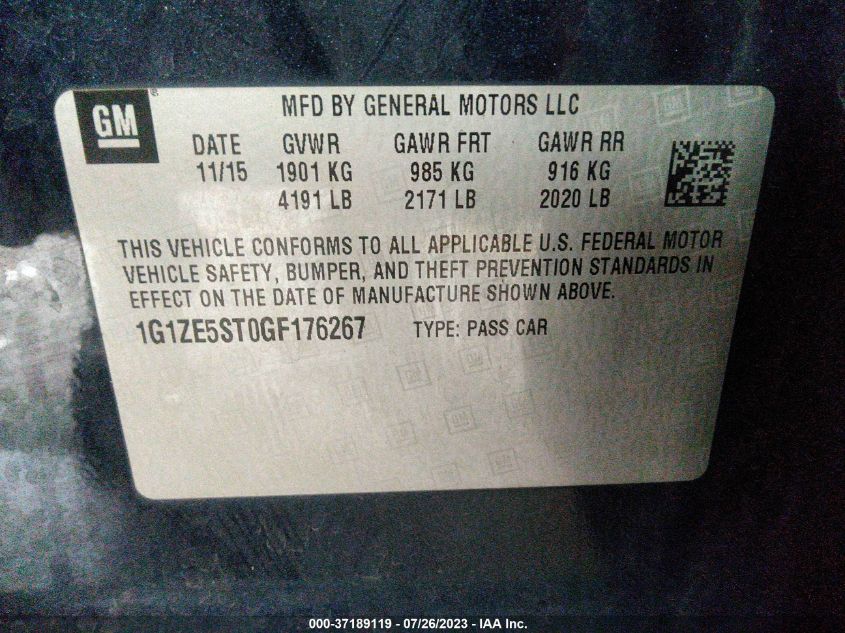 GM
MFD BY GENERAL MOTORS LLC
DATE GVWR GAWR FRT GAWR RR
11/15 1901 KG 985 KG 916 KG
4191 LB 2171 LB 2020 LB
THIS VEHICLE CONFORMS TO ALL APPLICABLE U.S. FEDERAL MOTOR
VEHICLE SAFETY, BUMPER, AND THEFT PREVENTION STANDARDS IN
EFFECT ON THE DATE OF MANUFACTURE SHOWN ABOVE.
1G1ZE5ST0GF176267 TYPE: PASS CAR
000-37189119 - 07/26/2023 - IAA Inc.